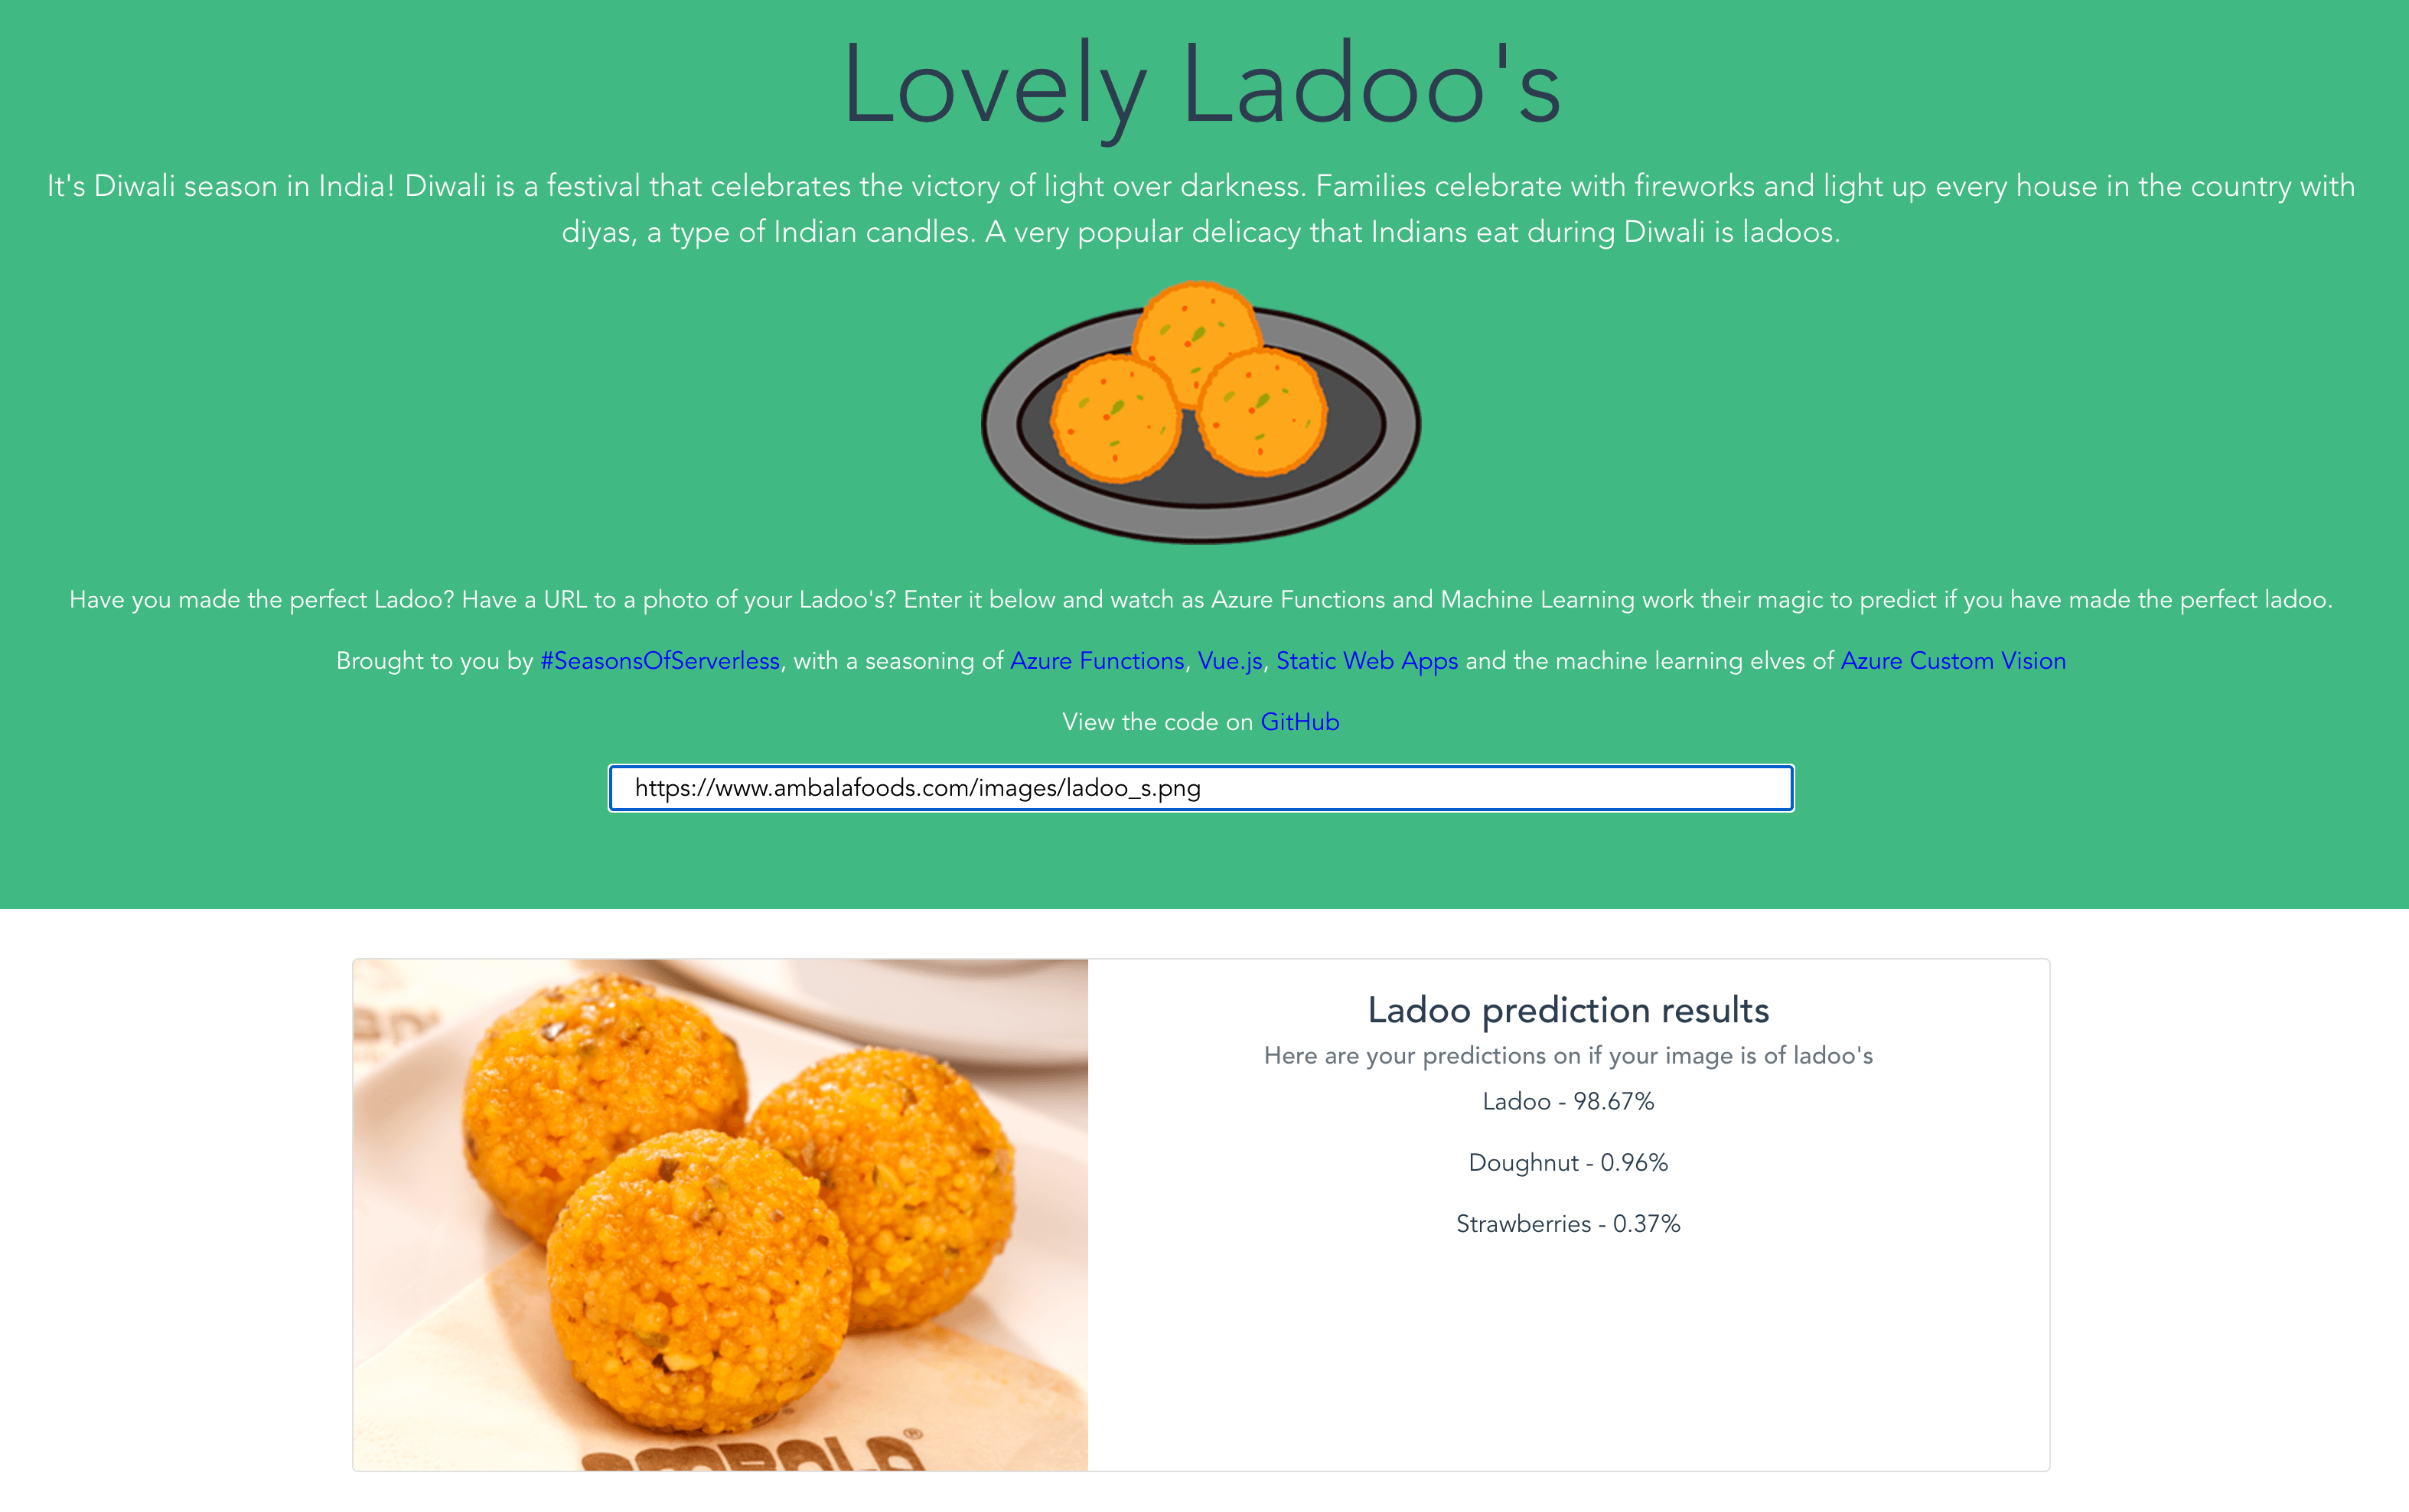 Lovely Ladoo's
It's Diwali season in India! Diwali is a festival that celebrates the victory of light over darkness. Families celebrate with fireworks and light up every house in the country with
diyas, a type of Indian candles. A very popular delicacy that Indians eat during Diwali is ladoos.
Have you made the perfect Ladoo? Have a URL to a photo of your Ladoo's? Enter it below and watch as Azure Functions and Machine Learning work their magic to predict if you have made the perfect ladoo.
Brought to you by #SeasonsOfServerless, with a seasoning of Azure Functions, Vue.js, Static Web Apps and the machine learning elves of Azure Custom Vision
View the code on GitHub
https://www.ambalafoods.com/images/ladoo_s.png
Ladoo prediction results
Here are your predictions on if your image is of ladoo's
Ladoo - 98.67%
Doughnut - 0.96%
Strawberries - 0.37%
AMBALA®